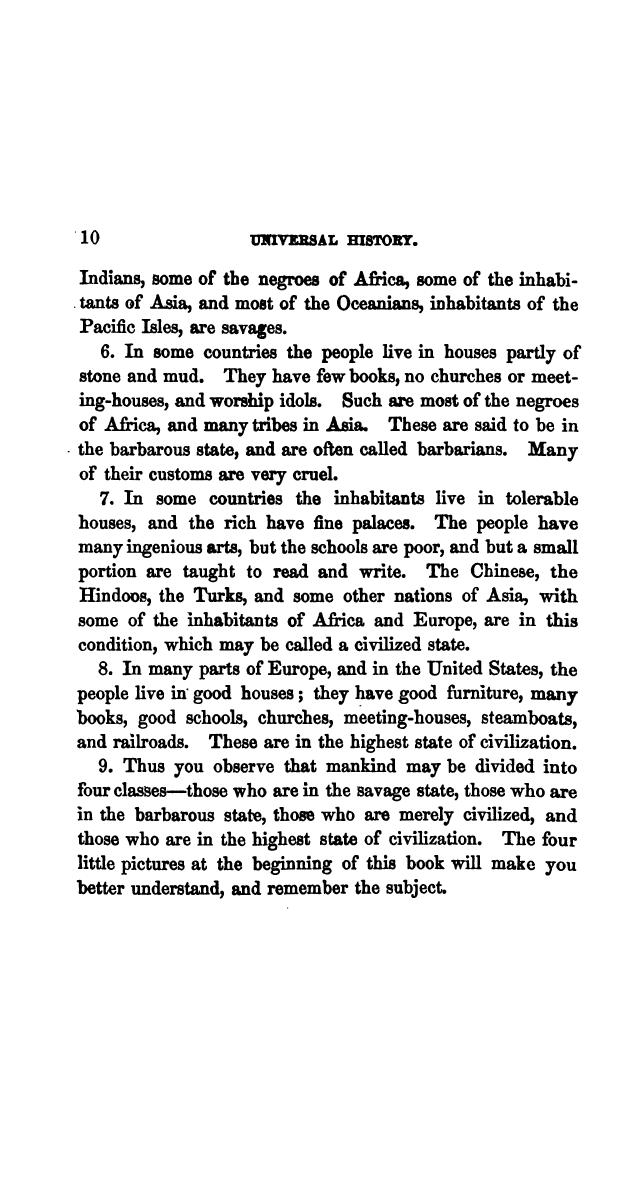 10 UNIVERSAL HISTORY.
Indians, some of the negroes of Africa, some of the inhabi-
tants of Asia, and most of the Oceanians, inhabitants of the
Pacific Isles, are savages.
6. In some countries the people live in houses partly of
stone and mud. They have few books, no churches or meet-
ing-houses, and worship idols. Such are most of the negroes
of Africa, and many tribes in Asia. These are said to be in
the barbarous state, and are often called barbarians. Many
of their customs are very cruel.
7. In some countries the inhabitants live in tolerable
houses, and the rich have fine palaces. The people have
many ingenious arts, but the schools are poor, and but a small
portion are taught to read and write. The Chinese, the
Hindoos, the Turks, and some other nations of Asia, with
some of the inhabitants of Africa and Europe, are in this
condition, which may be called a civilized state.
8. In many parts of Europe, and in the United States, the
people live in good houses; they have good furniture, many
books, good schools, churches, meeting-houses, steamboats,
and railroads. These are in the highest state of civilization.
9. Thus you observe that mankind may be divided into
four classes—those who are in the savage state, those who are
in the barbarous state, those who are merely civilized, and
those who are in the highest state of civilization. The four
little pictures at the beginning of this book will make you
better understand, and remember the subject.